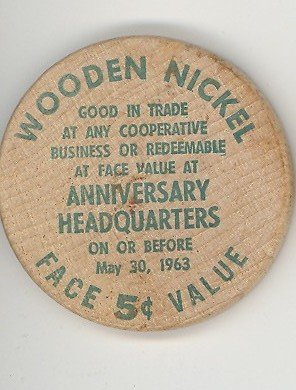 WOODEN NICKEL
GOOD IN TRADE
AT ANY COOPERATIVE
BUSINESS OR REDEEMABLE
AT FACE VALUE AT
ANNIVERSARY
HEADQUARTERS
ON OR BEFORE
May 30, 1963
FACE 5¢ VALUE